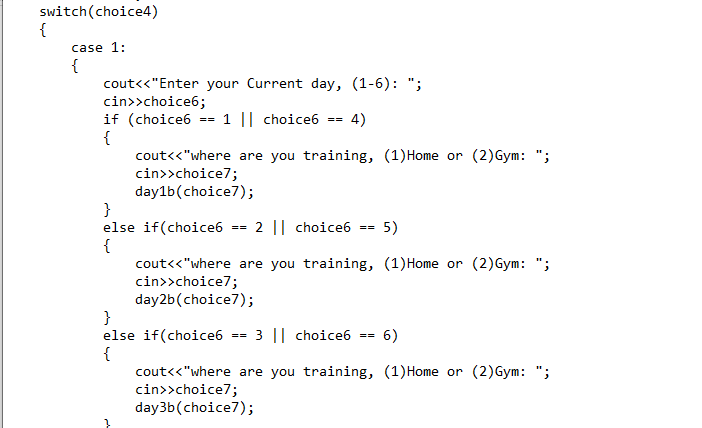 switch(choice4)
{
case 1:
{
cout<<"Enter your Current day, (1-6): ";
cin>>choice6;
if (choice6 == 1 || choice6 == 4)
{
cout<<"where are you training, (1)Home or (2)Gym: ";
cin>>choice7;
day1b(choice7);
}
else if(choice6 == 2 || choice6 == 5)
{
cout<<"where are you training, (1)Home or (2)Gym: ";
cin>>choice7;
day2b(choice7);
}
else if(choice6 == 3 || choice6 == 6)
{
cout<<"where are you training, (1)Home or (2)Gym: ";
cin>>choice7;
day3b(choice7);
}